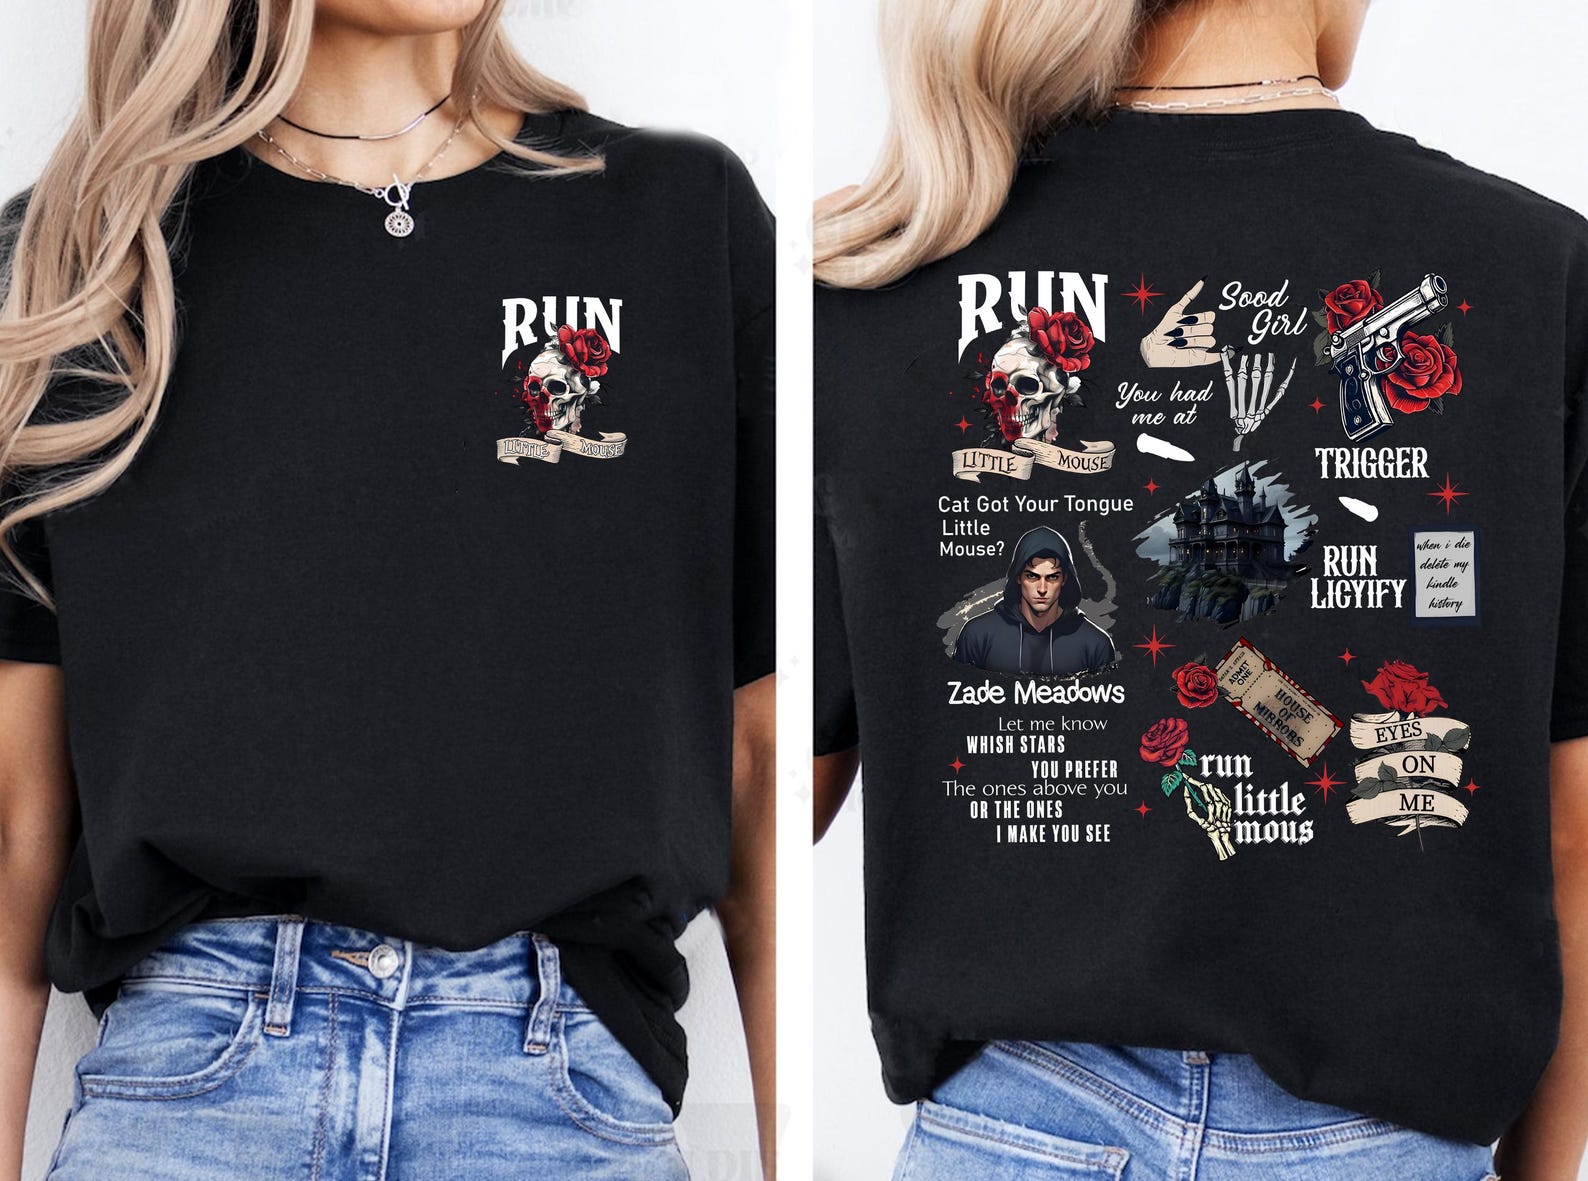 RUN
LITTLE MOUSE
RUN
LITTLE MOUSE
Sood
Girl
You had
me at
TRIGGER
Cat Got Your Tongue
Little
Mouse?
RUN
LICYIFY
when i die
delete my
kindle
history
Zade Meadows
ADMIT
ONE
HOUSE
OF
MIRRORS
EYES
ON
ME
Let me know
WHISH STARS
YOU PREFER
The ones above you
OR THE ONES
I MAKE YOU SEE
run
little
mous